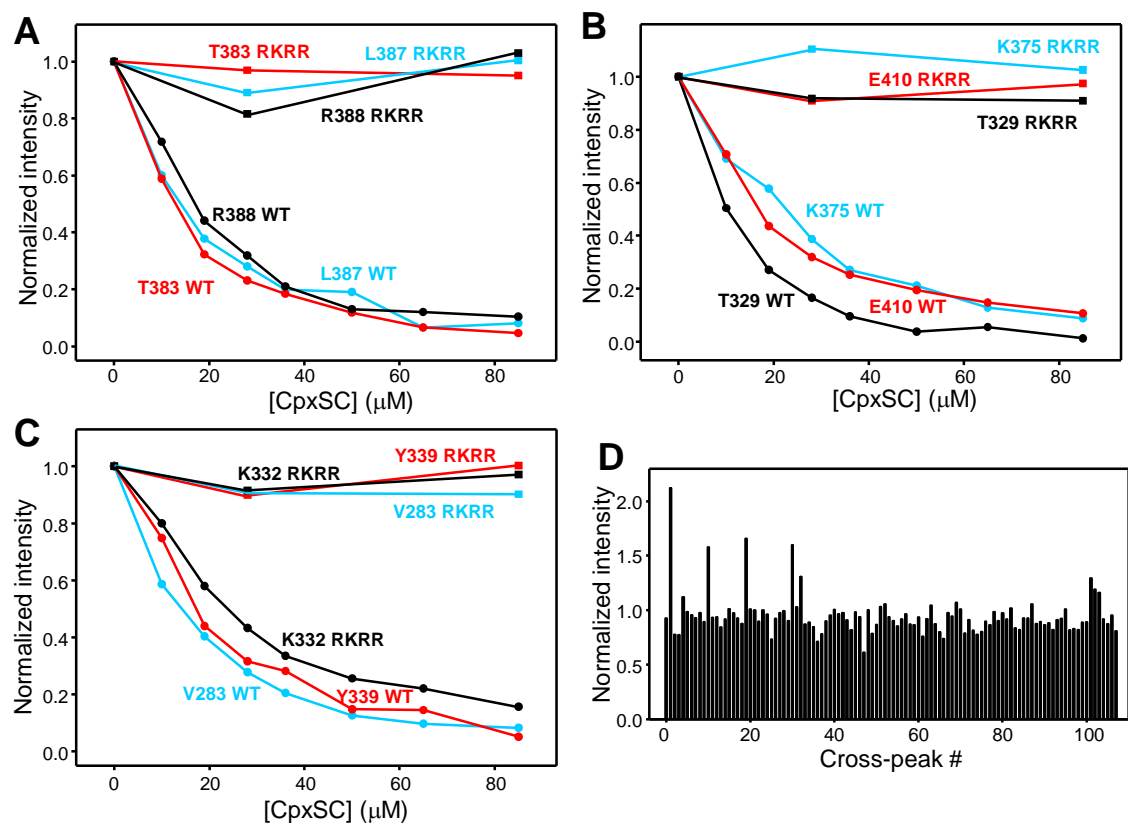 A
Normalized intensity
1.0
0.8
0.6
0.4
0.2
0.0
T383 RKRR
L387 RKRR
R388 RKRR
R388 WT
L387 WT
T383 WT
0 20 40 60 80
[CpxSC] (μM)
B
Normalized intensity
1.0
0.8
0.6
0.4
0.2
0.0
K375 RKRR
E410 RKRR
T329 RKRR
K375 WT
E410 WT
T329 WT
0 20 40 60 80
[CpxSC] (μM)
C
Normalized intensity
1.0
0.8
0.6
0.4
0.2
0.0
Y339 RKRR
K332 RKRR
V283 RKRR
K332 RKRR
V283 WT
Y339 WT
0 20 40 60 80
[CpxSC] (μM)
D
Normalized intensity
2.0
1.5
1.0
0.5
0.0
0 20 40 60 80 100
Cross-peak #